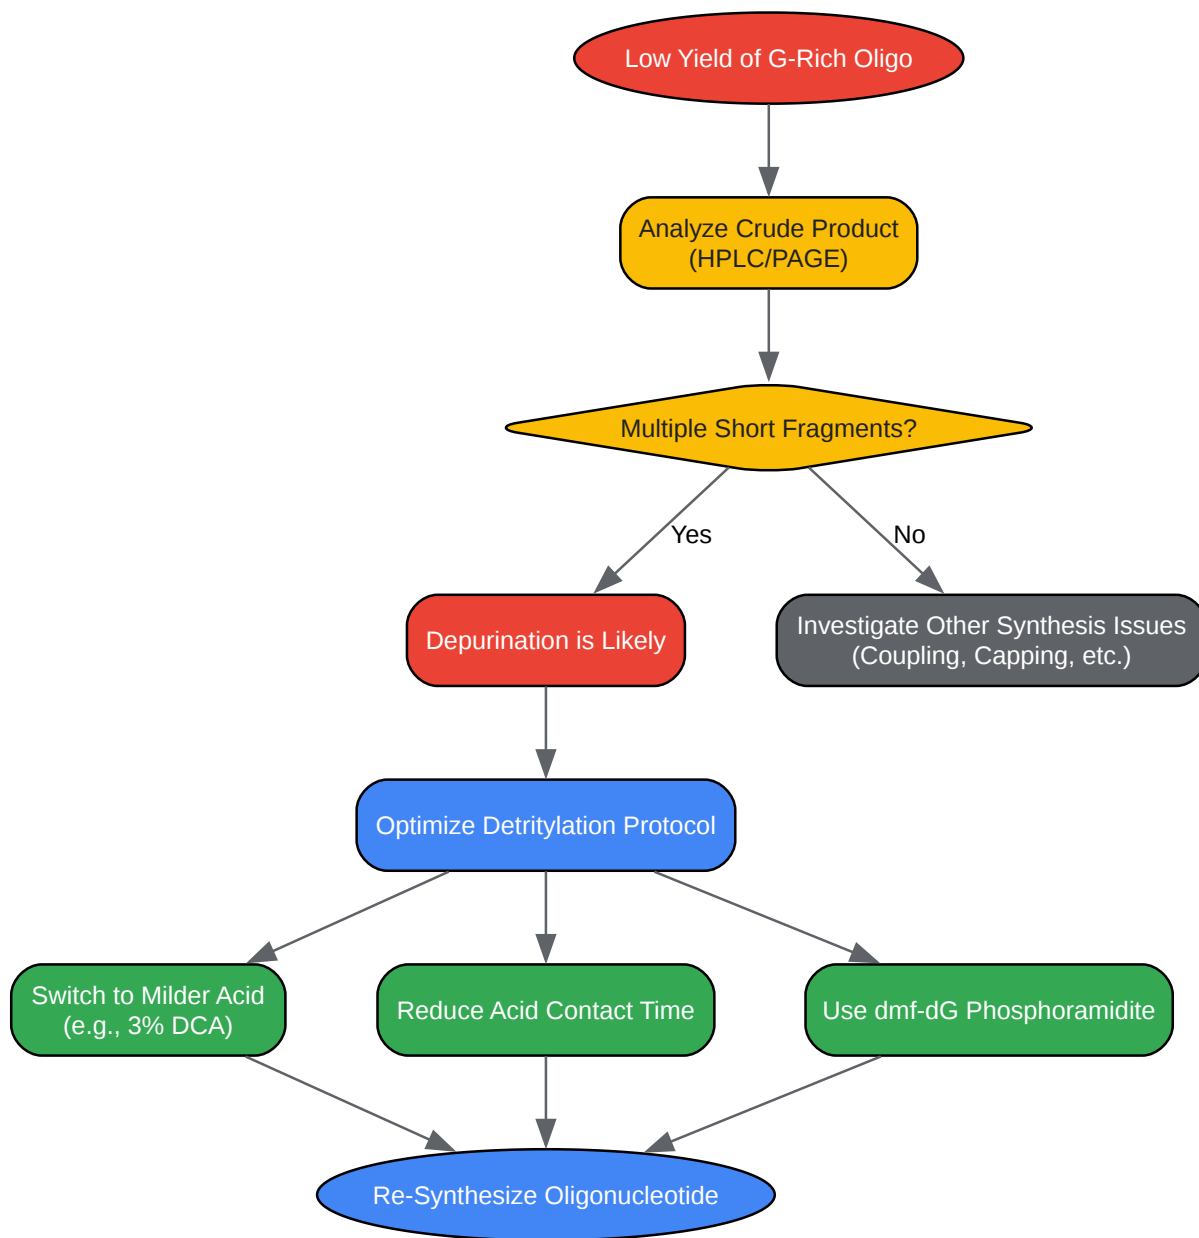 Low Yield of G-Rich Oligo
Analyze Crude Product
(HPLC/PAGE)
Multiple Short Fragments?
Yes
No
Depurination is Likely
Investigate Other Synthesis Issues
(Coupling, Capping, etc.)
Optimize Detritylation Protocol
Switch to Milder Acid
(e.g., 3% DCA)
Reduce Acid Contact Time
Use dmf-dG Phosphoramidite
Re-Synthesize Oligonucleotide